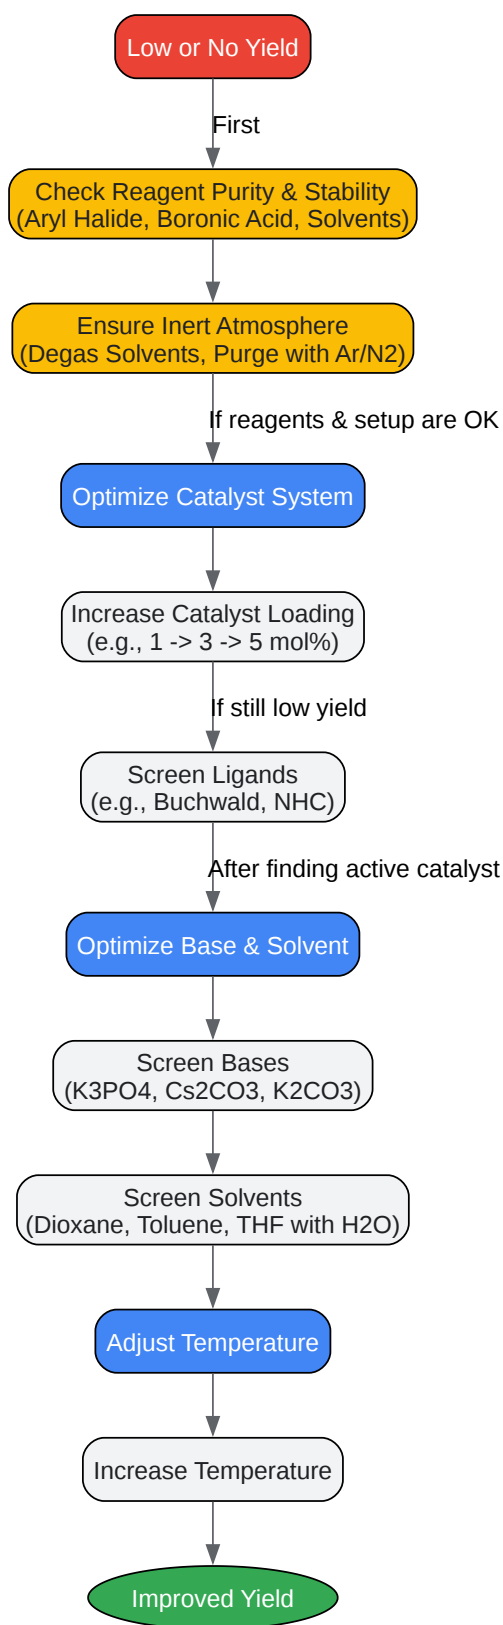 Low or No Yield
First
Check Reagent Purity & Stability
(Aryl Halide, Boronic Acid, Solvents)
Ensure Inert Atmosphere
(Degas Solvents, Purge with Ar/N2)
If reagents & setup are OK
Optimize Catalyst System
Increase Catalyst Loading
(e.g., 1 -> 3 -> 5 mol%)
If still low yield
Screen Ligands
(e.g., Buchwald, NHC)
After finding active catalyst
Optimize Base & Solvent
Screen Bases
(K3PO4, Cs2CO3, K2CO3)
Screen Solvents
(Dioxane, Toluene, THF with H2O)
Adjust Temperature
Increase Temperature
Improved Yield